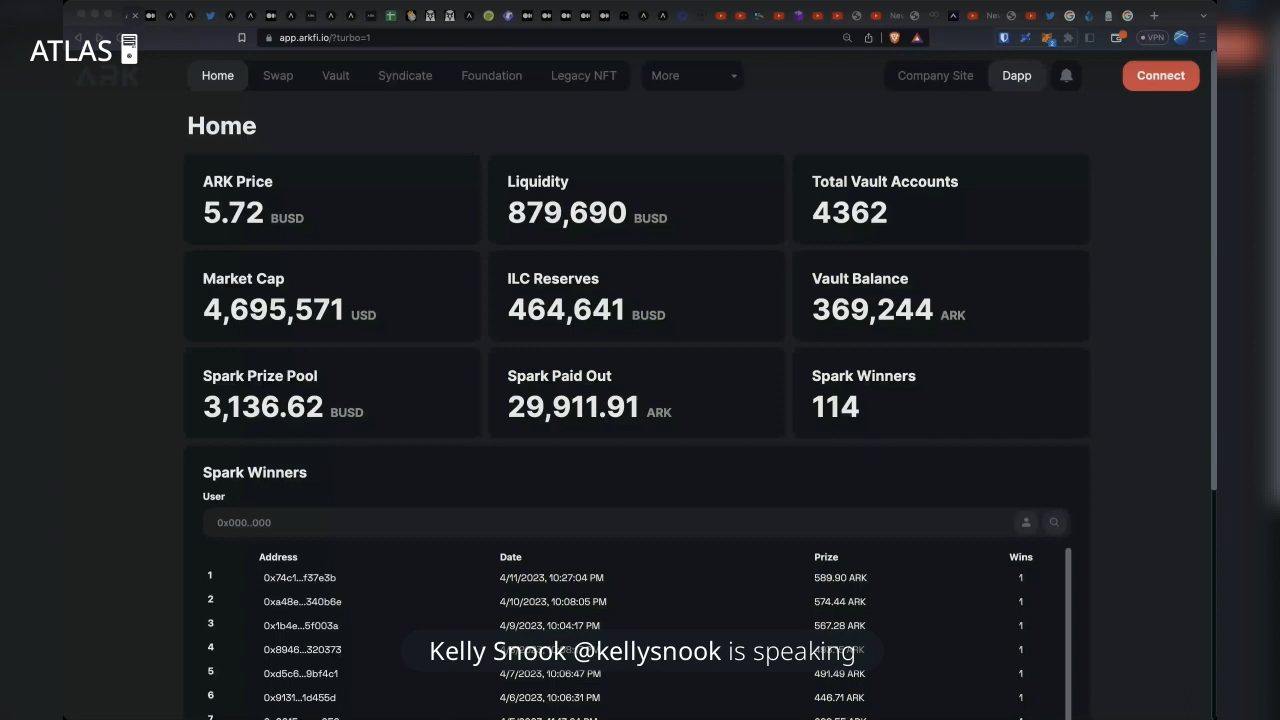 app.arkfi.io/?turbo=1
VPN
ATLAS
ARK
Home Swap Vault Syndicate Foundation Legacy NFT More Company Site Dapp Connect
Home
ARK Price Liquidity Total Vault Accounts
5.72 BUSD 879,690 BUSD 4362
Market Cap ILC Reserves Vault Balance
4,695,571 USD 464,641 BUSD 369,244 ARK
Spark Prize Pool Spark Paid Out Spark Winners
3,136.62 BUSD 29,911.91 ARK 114
Spark Winners
User
0x000..000
Address Date Prize Wins
1 0x74c1...f37e3b 4/11/2023, 10:27:04 PM 589.90 ARK 1
2 0xa48e...340b6e 4/10/2023, 10:08:05 PM 574.44 ARK 1
3 0x1b4e...5f003a 4/9/2023, 10:04:17 PM 567.28 ARK 1
4 0x8946...320373 1
Kelly Snook @kellysnook is speaking
5 0xd5c6...9bf4c1 4/7/2023, 10:06:47 PM 491.49 ARK 1
6 0x9131...1d455d 4/6/2023, 10:06:31 PM 446.71 ARK 1